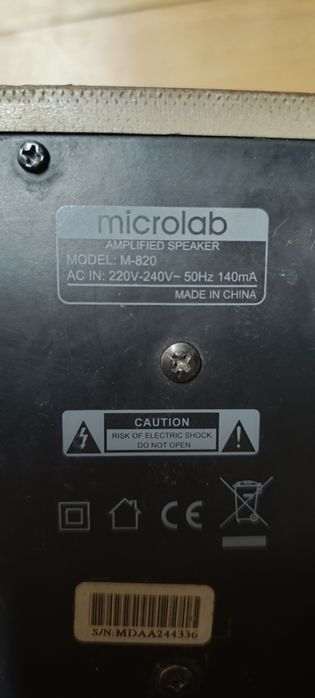 microlab
AMPLIFIED SPEAKER
MODEL: M-820
AC IN: 220V-240V~ 50Hz 140mA
MADE IN CHINA
CAUTION
RISK OF ELECTRIC SHOCK
DO NOT OPEN
CE
S/N:MDAA244336